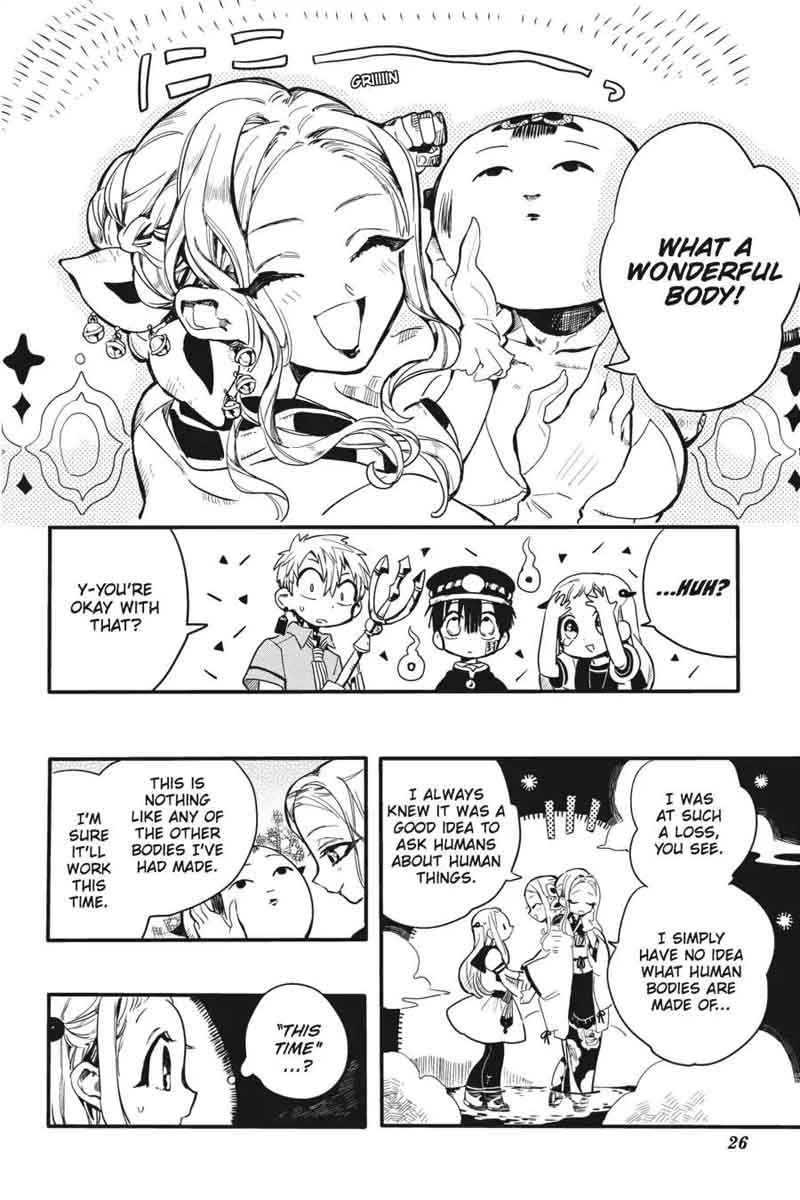 ニコーッ
GRIIIIN
WHAT A
WONDERFUL
BODY!
...HUH?
Y-YOU'RE
OKAY WITH
THAT?
I WAS
AT SUCH
A LOSS,
YOU SEE.
I SIMPLY
HAVE NO IDEA
WHAT HUMAN
BODIES ARE
MADE OF...
I ALWAYS
KNEW IT WAS A
GOOD IDEA TO
ASK HUMANS
ABOUT HUMAN
THINGS.
THIS IS
NOTHING
LIKE ANY OF
THE OTHER
BODIES I'VE
HAD MADE.
I'M
SURE
IT'LL
WORK
THIS
TIME.
"THIS
TIME"
...?
26